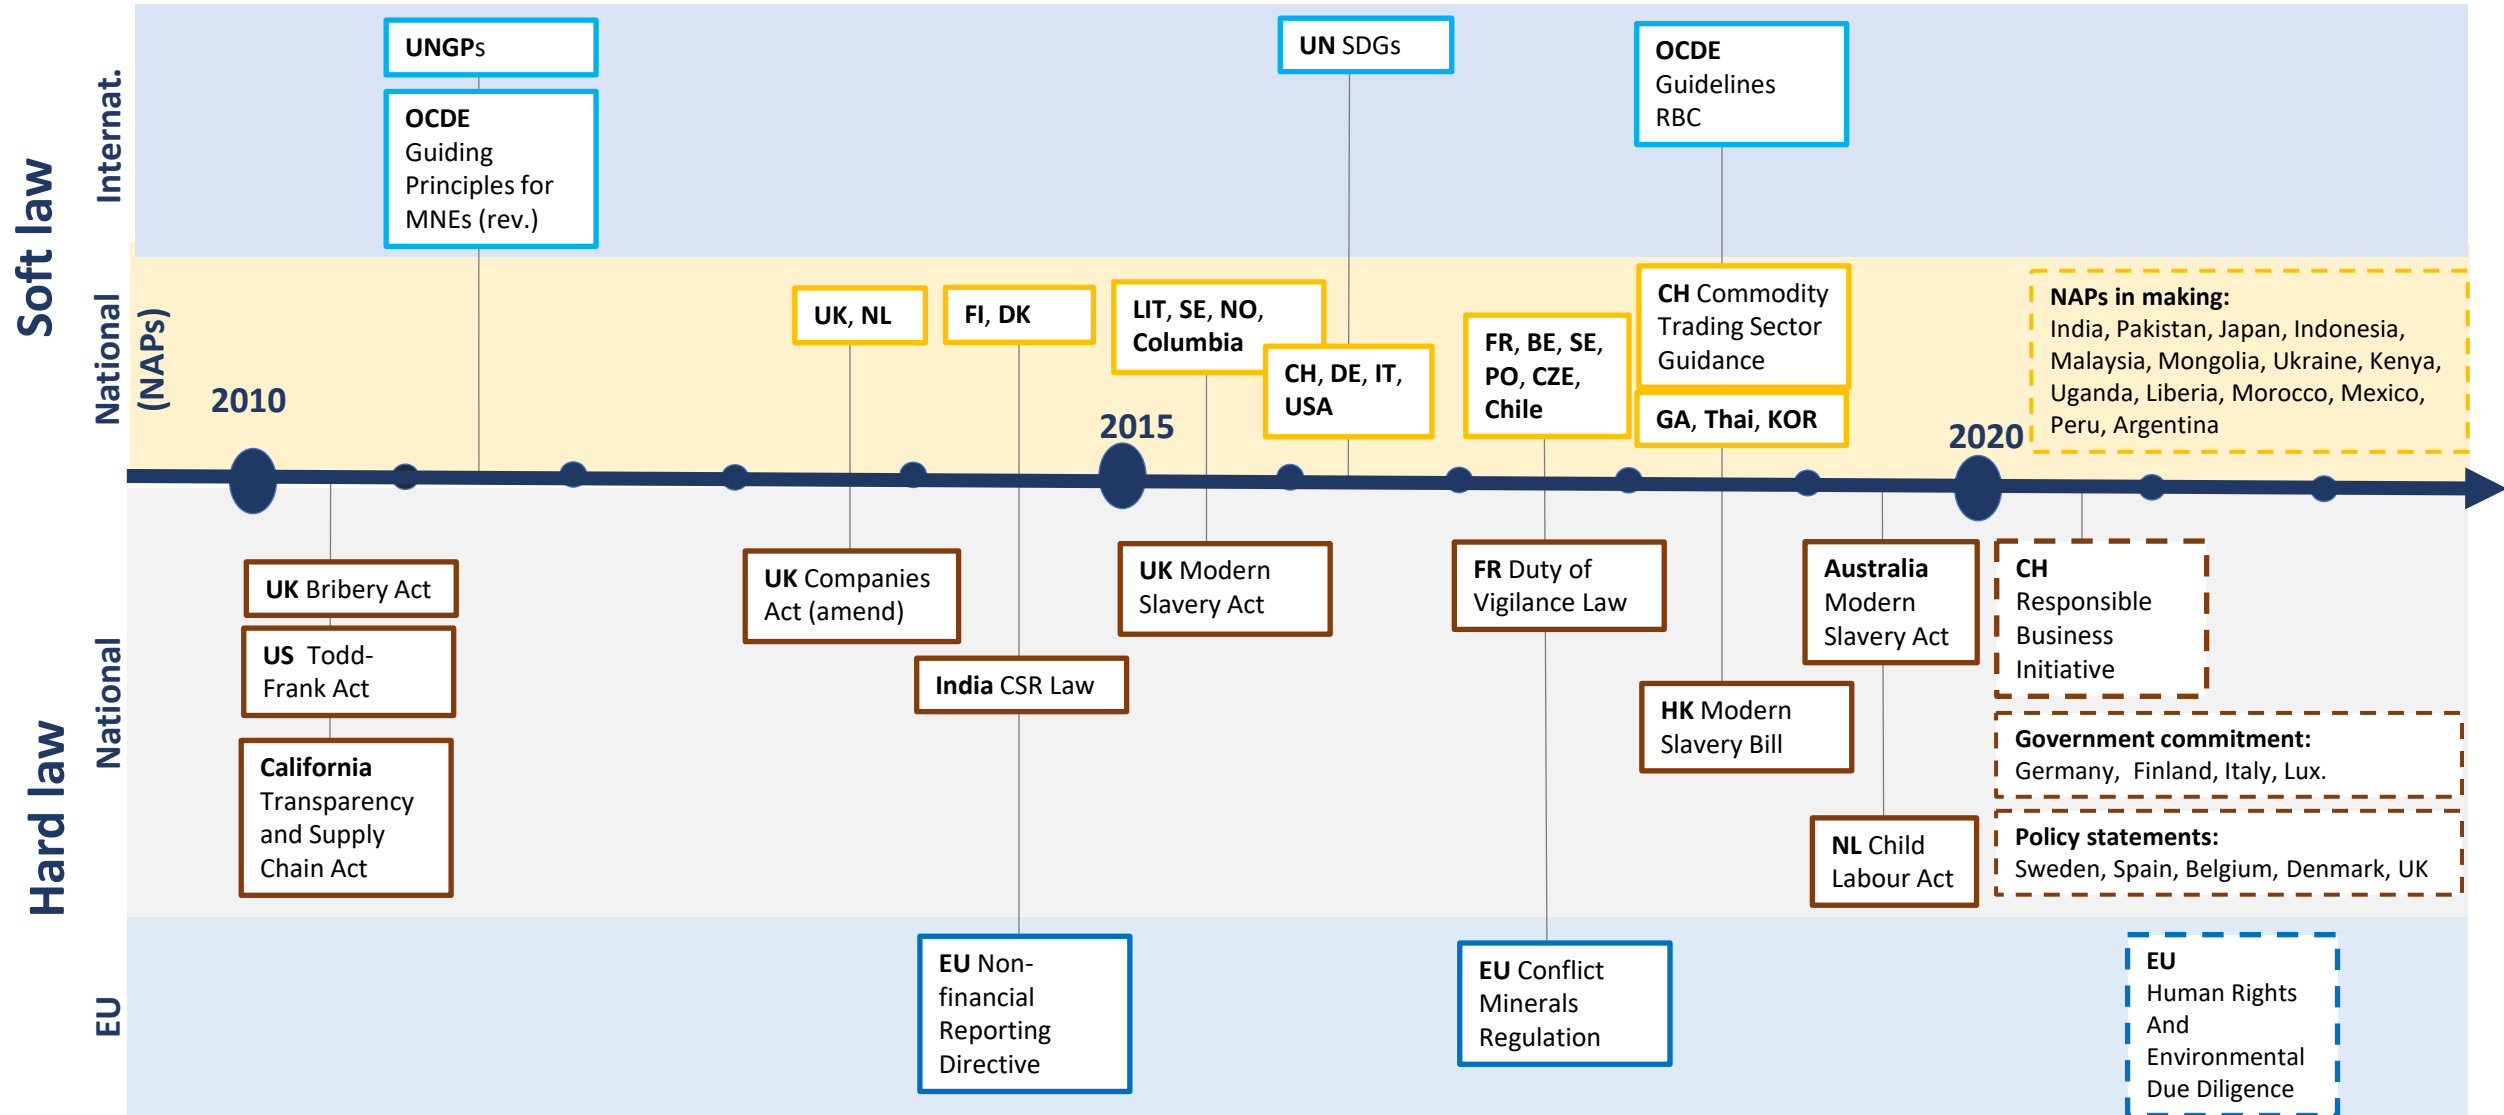 Soft law
Internat.
UNGPs
OCDE
Guiding
Principles for
MNEs (rev.)
UN SDGs
OCDE
Guidelines
RBC
National
(NAPs)
UK, NL
FI, DK
LIT, SE, NO,
Columbia
CH, DE, IT,
USA
FR, BE, SE,
PO, CZE,
Chile
CH Commodity
Trading Sector
Guidance
GA, Thai, KOR
NAPs in making:
India, Pakistan, Japan, Indonesia,
Malaysia, Mongolia, Ukraine, Kenya,
Uganda, Liberia, Morocco, Mexico,
Peru, Argentina
2010
2015
2020
Hard law
National
UK Bribery Act
US Todd-
Frank Act
California
Transparency
and Supply
Chain Act
UK Companies
Act (amend)
India CSR Law
UK Modern
Slavery Act
FR Duty of
Vigilance Law
HK Modern
Slavery Bill
Australia
Modern
Slavery Act
NL Child
Labour Act
CH
Responsible
Business
Initiative
Government commitment:
Germany, Finland, Italy, Lux.
Policy statements:
Sweden, Spain, Belgium, Denmark, UK
EU
EU Non-
financial
Reporting
Directive
EU Conflict
Minerals
Regulation
EU
Human Rights
And
Environmental
Due Diligence